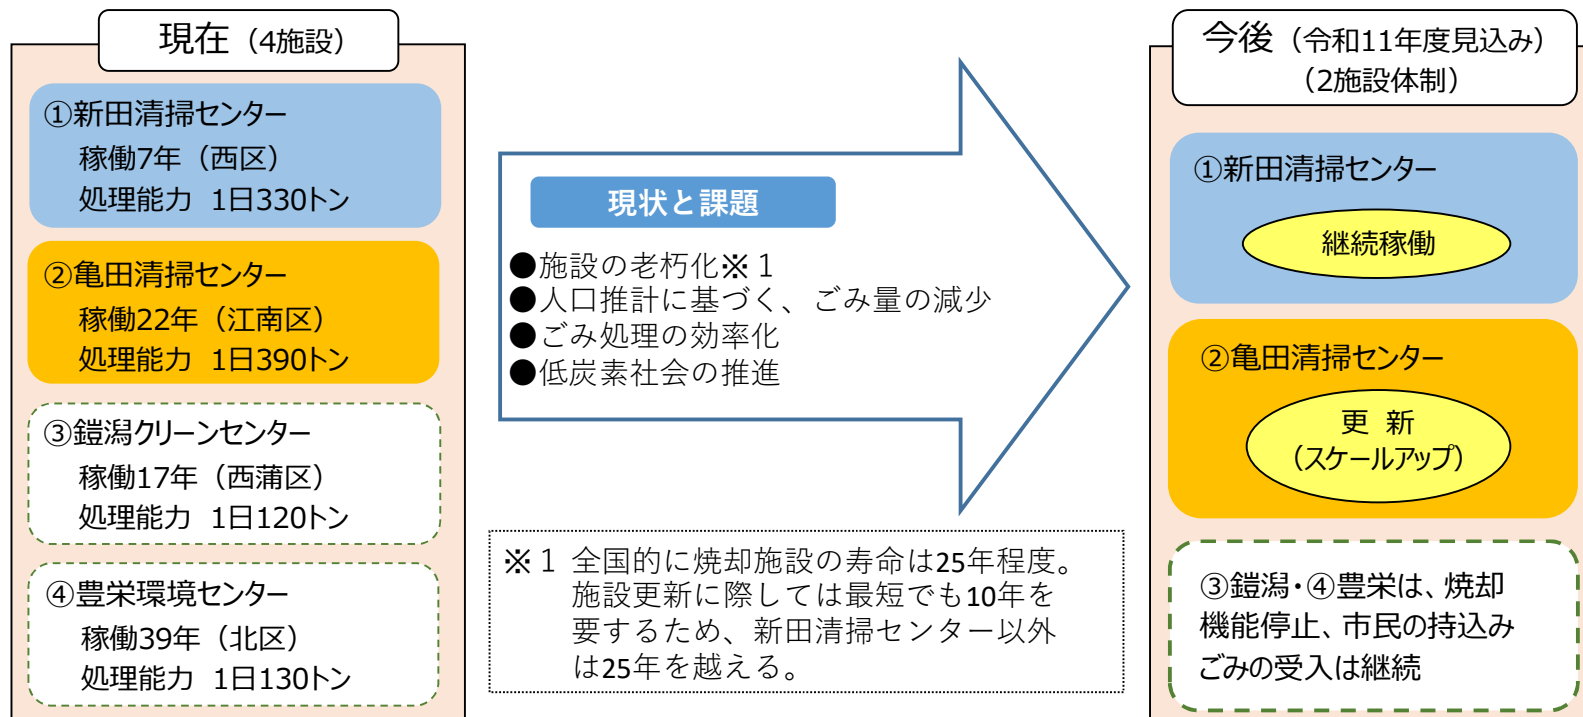 現在（4施設）
①新田清掃センター
稼働7年（西区）
処理能力 1日330トン
②亀田清掃センター
稼働22年（江南区）
処理能力 1日390トン
③鎧潟クリーンセンター
稼働17年（西蒲区）
処理能力 1日120トン
④豊栄環境センター
稼働39年（北区）
処理能力 1日130トン
現状と課題
●施設の老朽化※１
●人口推計に基づく、ごみ量の減少
●ごみ処理の効率化
●低炭素社会の推進
※１ 全国的に焼却施設の寿命は25年程度。
施設更新に際しては最短でも10年を
要するため、新田清掃センター以外
は25年を越える。
今後（令和11年度見込み）
（2施設体制）
①新田清掃センター
継続稼働
②亀田清掃センター
更 新
（スケールアップ）
③鎧潟・④豊栄は、焼却
機能停止、市民の持込み
ごみの受入は継続